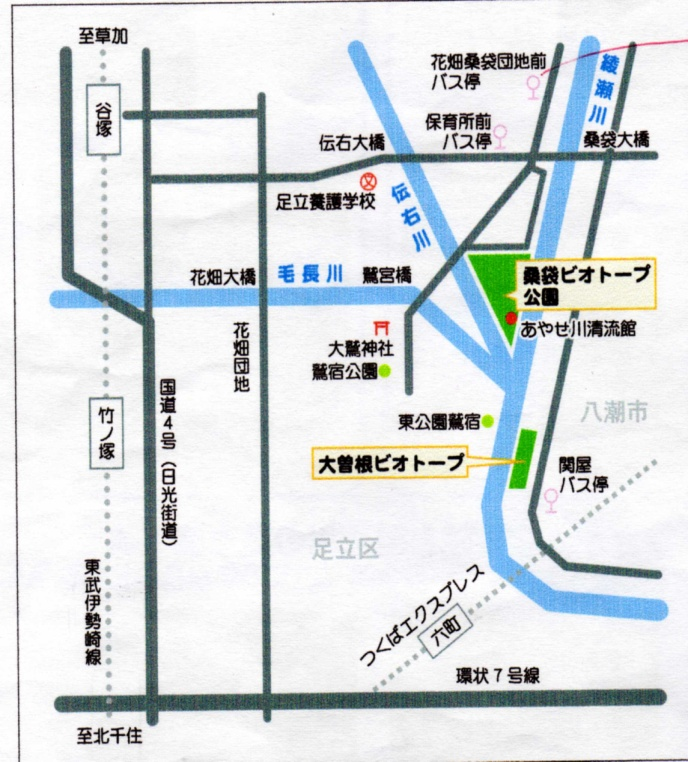 至草加
谷塚
花畑桑袋団地前
バス停
綾瀬川
保育所前
バス停
桑袋大橋
伝右大橋
足立養護学校
伝右川
花畑大橋
毛長川
鷲宮橋
桑袋ビオトープ
公園
あやせ川清流館
大鷲神社
鷲宿公園
花畑団地
国道4号(日光街道)
竹ノ塚
東公園鷲宿
八潮市
大曽根ビオトープ
関屋
バス停
足立区
東武伊勢崎線
つくばエクスプレス
六町
環状7号線
至北千住